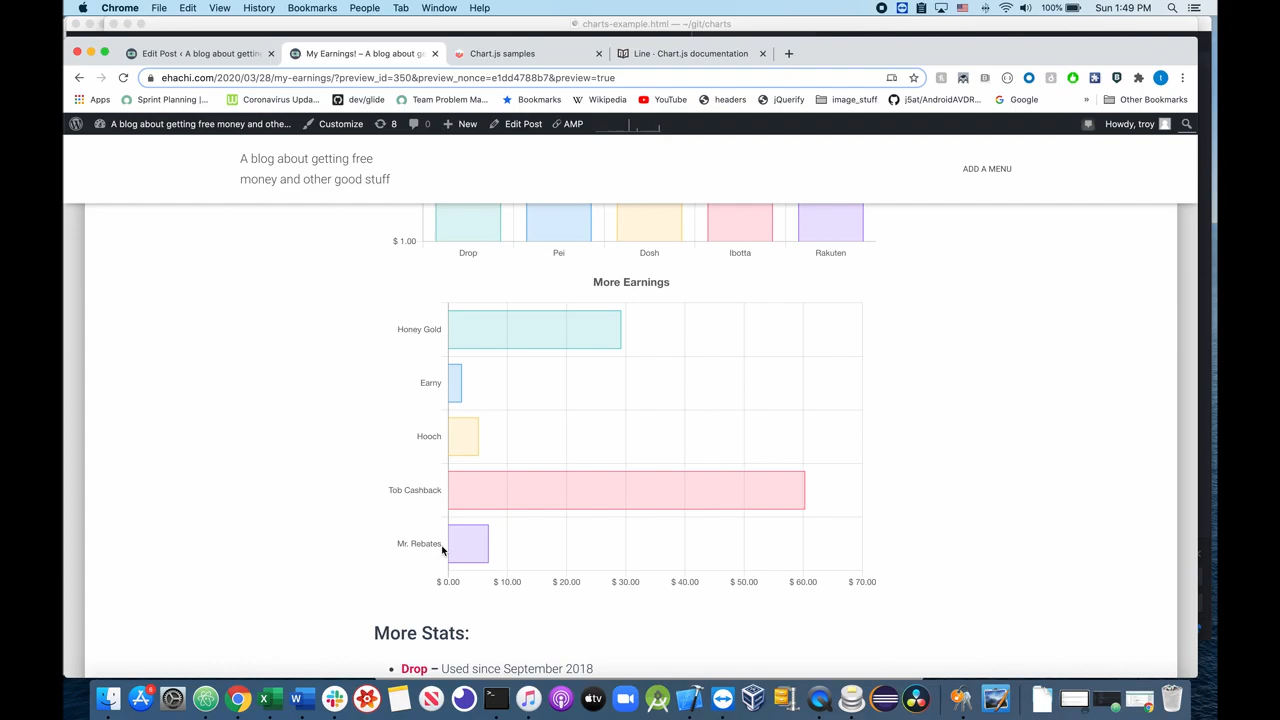 Chrome File Edit View History Bookmarks People Tab Window Help 100% Sun 1:49 PM
charts-example.html — ~/git/charts
Edit Post ‹ A blog about gettin My Earnings! – A blog about ge Chart.js examples Line - Chart.js documentation
ehachi.com/2020/03/28/my-earnings/?preview_id=350&preview_nonce=e1dd4788b7&preview=true
Apps Sprint Planning |... Coronavirus Upda... dev/glide Team Problem Ma... Bookmarks Wikipedia YouTube headers jQuerify image_stuff j5at/AndroidAVDR... Google » Other Bookmarks
A blog about getting free money and othe... Customize 8 0 New Edit Post AMP Howdy, troy
A blog about getting free
money and other good stuff
ADD A MENU
$ 1.00
Drop Pei Dosh Ibotta Rakuten
More Earnings
Honey Gold
Earny
Hooch
Tob Cashback
Mr. Rebates
$ 0.00 $ 20.00 $ 30.00 $ 40.00 $ 50.00 $ 60.00 $ 70.00
More Stats:
• Drop – Used since September